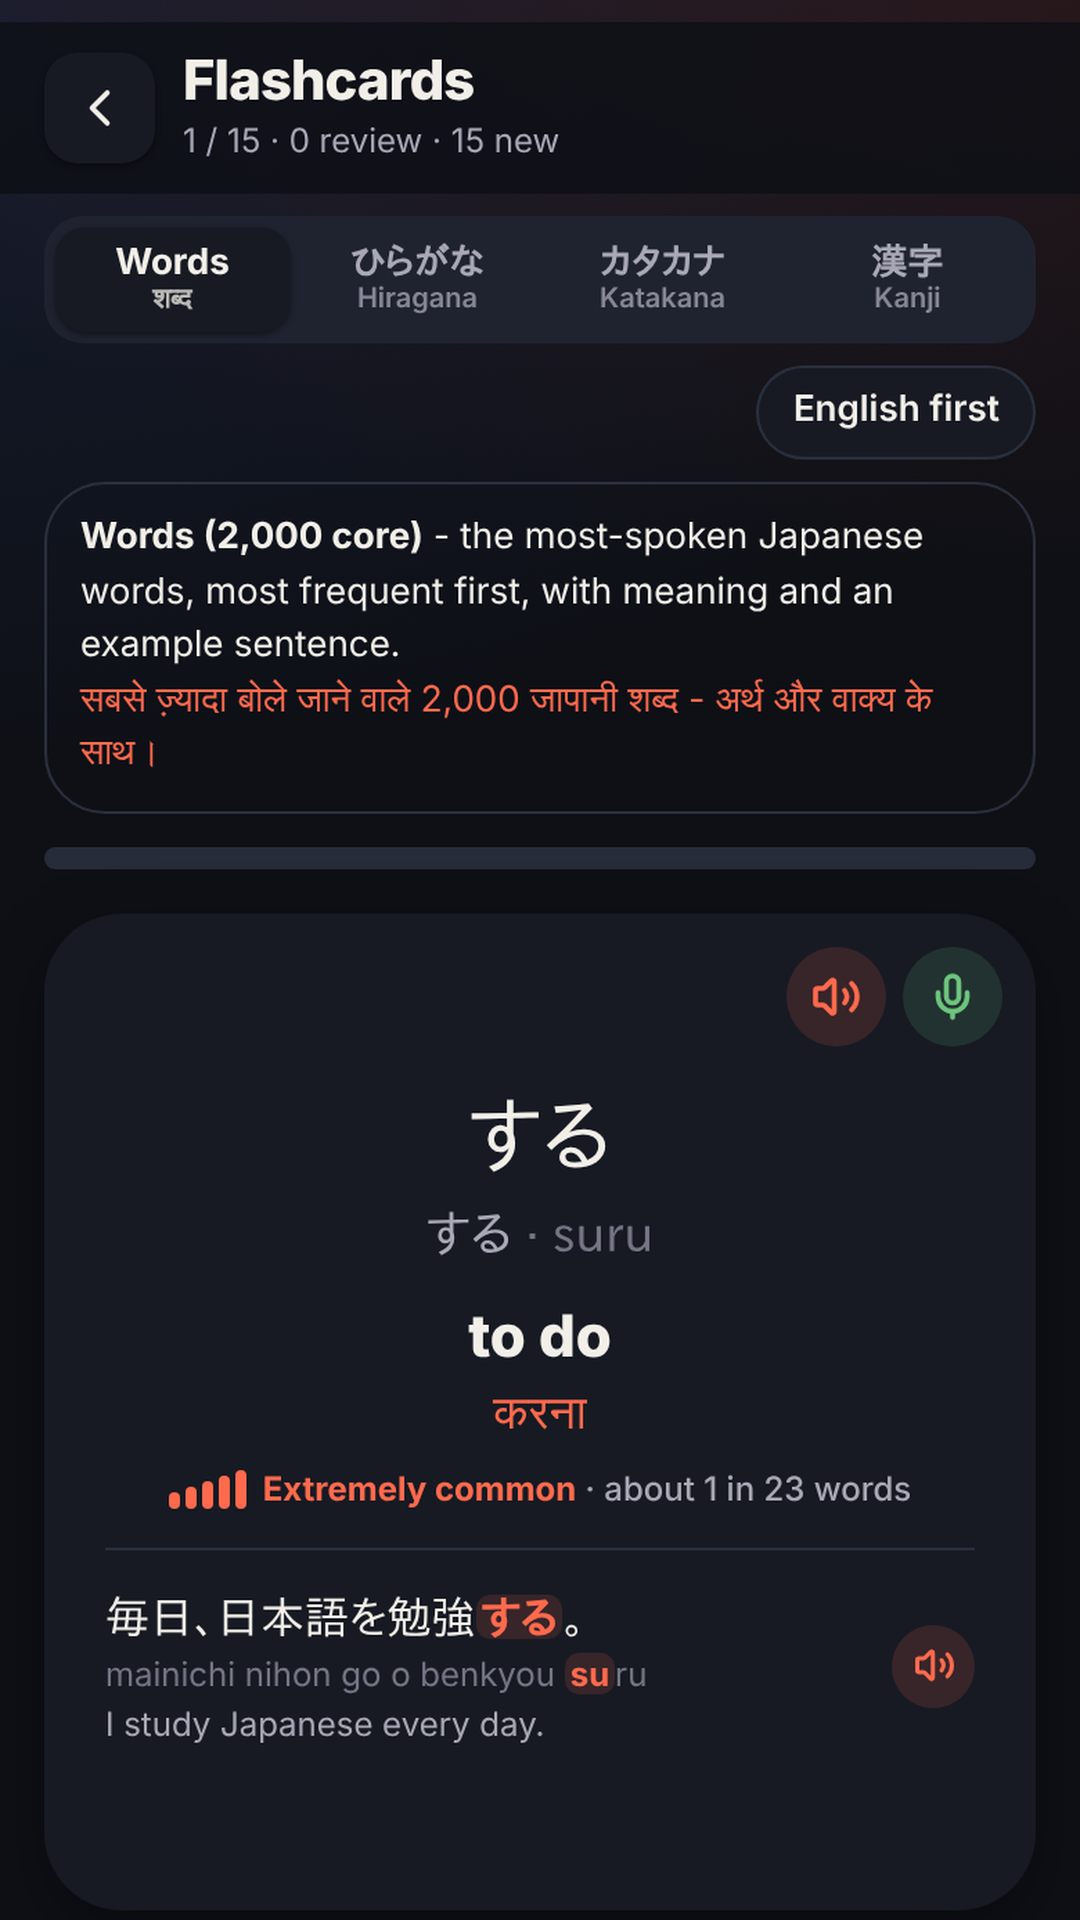 Flashcards
1 / 15 · 0 review · 15 new
Words
शब्द
ひらがな
Hiragana
カタカナ
Katakana
漢字
Kanji
English first
Words (2,000 core) - the most-spoken Japanese
words, most frequent first, with meaning and an
example sentence.
सबसे ज़्यादा बोले जाने वाले 2,000 जापानी शब्द - अर्थ और वाक्य के
साथ।
する
する · suru
to do
करना
Extremely common · about 1 in 23 words
毎日、日本語を勉強する。
mainichi nihon go o benkyou suru
I study Japanese every day.